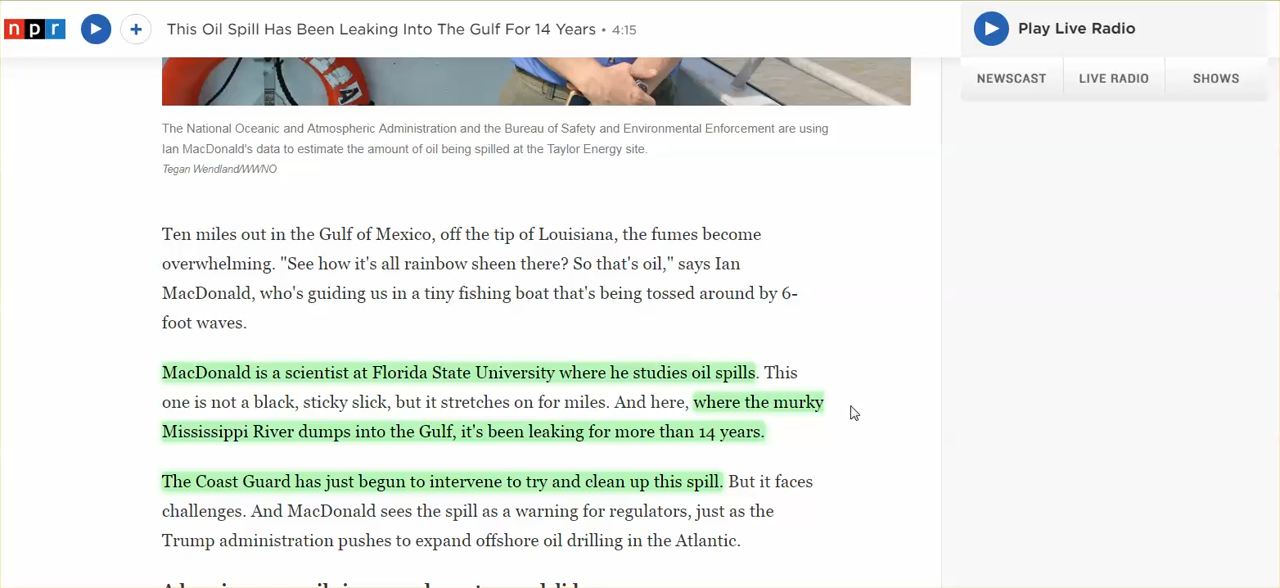 npr This Oil Spill Has Been Leaking Into The Gulf For 14 Years • 4:15
Play Live Radio
NEWSCAST LIVE RADIO SHOWS
The National Oceanic and Atmospheric Administration and the Bureau of Safety and Environmental Enforcement are using
Ian MacDonald's data to estimate the amount of oil being spilled at the Taylor Energy site.
Tegan Wendland/WWNO
Ten miles out in the Gulf of Mexico, off the tip of Louisiana, the fumes become
overwhelming. "See how it's all rainbow sheen there? So that's oil," says Ian
MacDonald, who's guiding us in a tiny fishing boat that's being tossed around by 6-
foot waves.
MacDonald is a scientist at Florida State University where he studies oil spills. This
one is not a black, sticky slick, but it stretches on for miles. And here, where the murky
Mississippi River dumps into the Gulf, it's been leaking for more than 14 years.
The Coast Guard has just begun to intervene to try and clean up this spill. But it faces
challenges. And MacDonald sees the spill as a warning for regulators, just as the
Trump administration pushes to expand offshore oil drilling in the Atlantic.